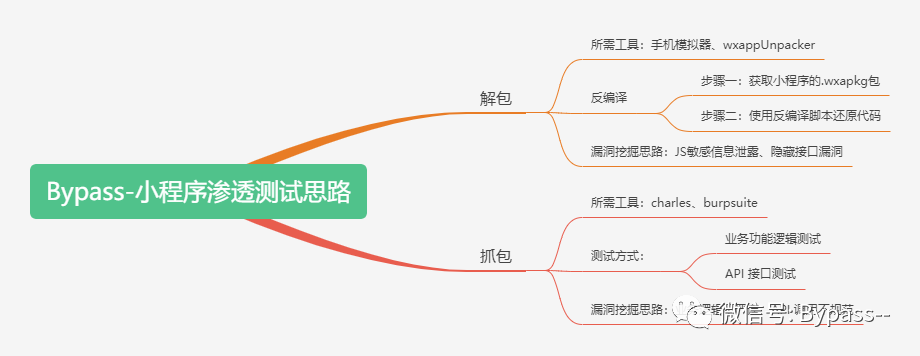 Bypass-小程序渗透测试思路
解包
所需工具：手机模拟器、wxappUnpacker
反编译
步骤一：获取小程序的.wxapkg包
步骤二：使用反编译脚本还原代码
漏洞挖掘思路：JS敏感信息泄露、隐藏接口漏洞
抓包
所需工具：charles、burpsuite
测试方式：
业务功能逻辑测试
API 接口测试
漏洞挖掘思路：
微信号: Bypass--